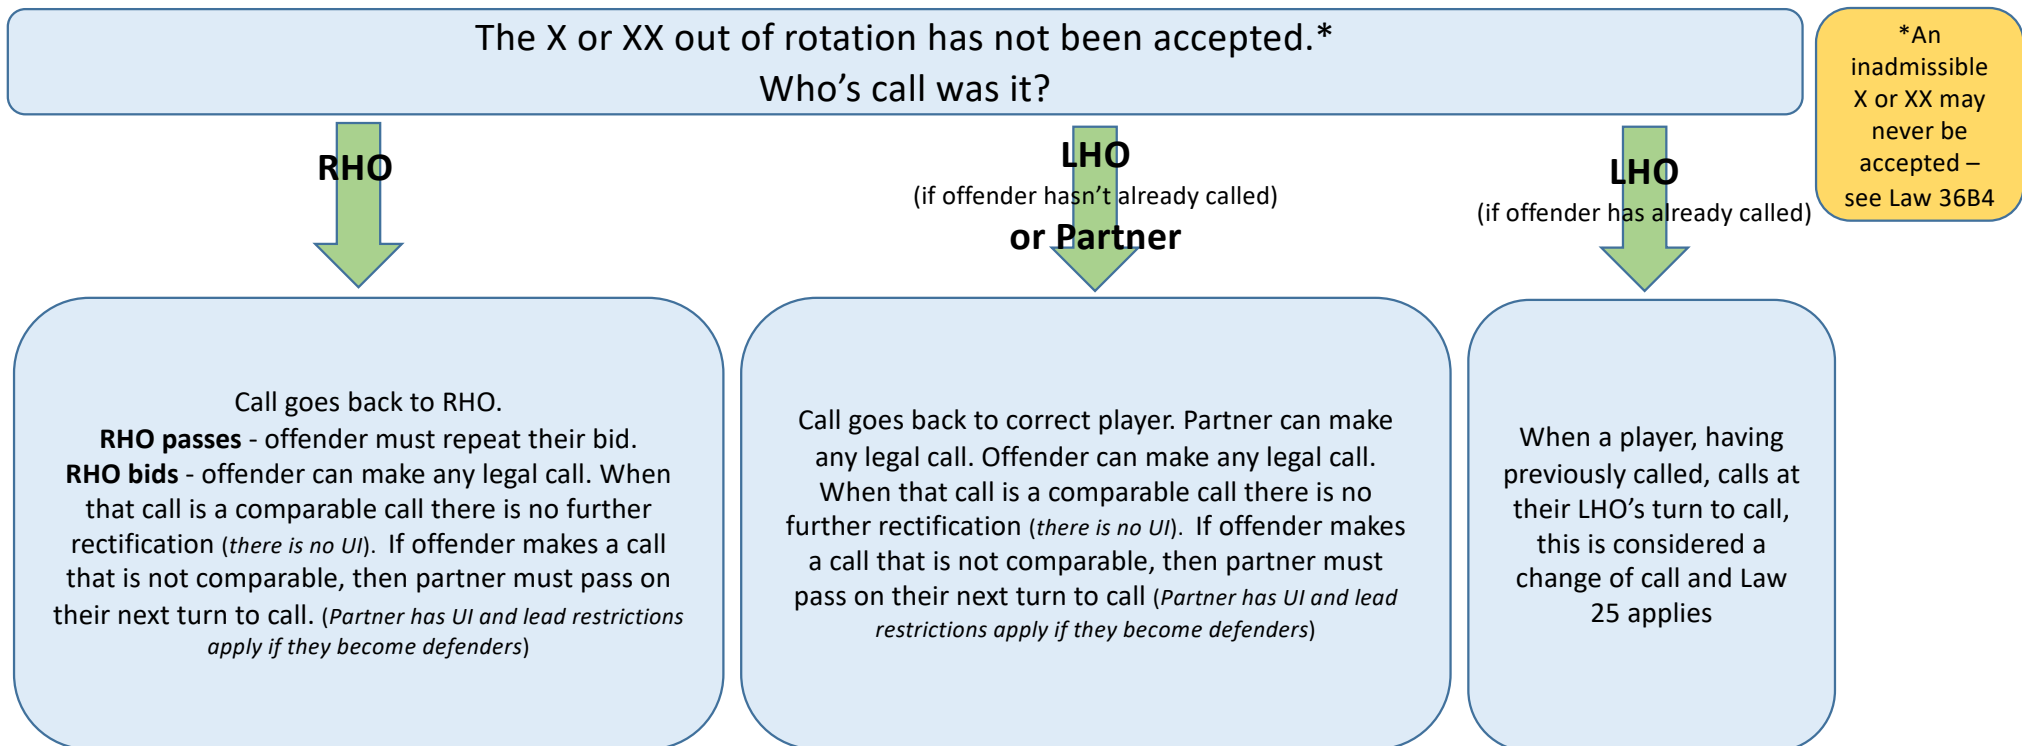 The X or XX out of rotation has not been accepted.*
Who's call was it?
*An
inadmissible
X or XX may
never be
accepted –
see Law 36B4
RHO
LHO
(if offender hasn't already called)
or Partner
LHO
(if offender has already called)
Call goes back to RHO.
RHO passes - offender must repeat their bid.
RHO bids - offender can make any legal call. When
that call is a comparable call there is no further
rectification (there is no UI). If offender makes a call
that is not comparable, then partner must pass on
their next turn to call. (Partner has UI and lead restrictions
apply if they become defenders)
Call goes back to correct player. Partner can make
any legal call. Offender can make any legal call.
When that call is a comparable call there is no
further rectification (there is no UI). If offender makes
a call that is not comparable, then partner must
pass on their next turn to call (Partner has UI and lead
restrictions apply if they become defenders)
When a player, having
previously called, calls at
their LHO's turn to call,
this is considered a
change of call and Law
25 applies